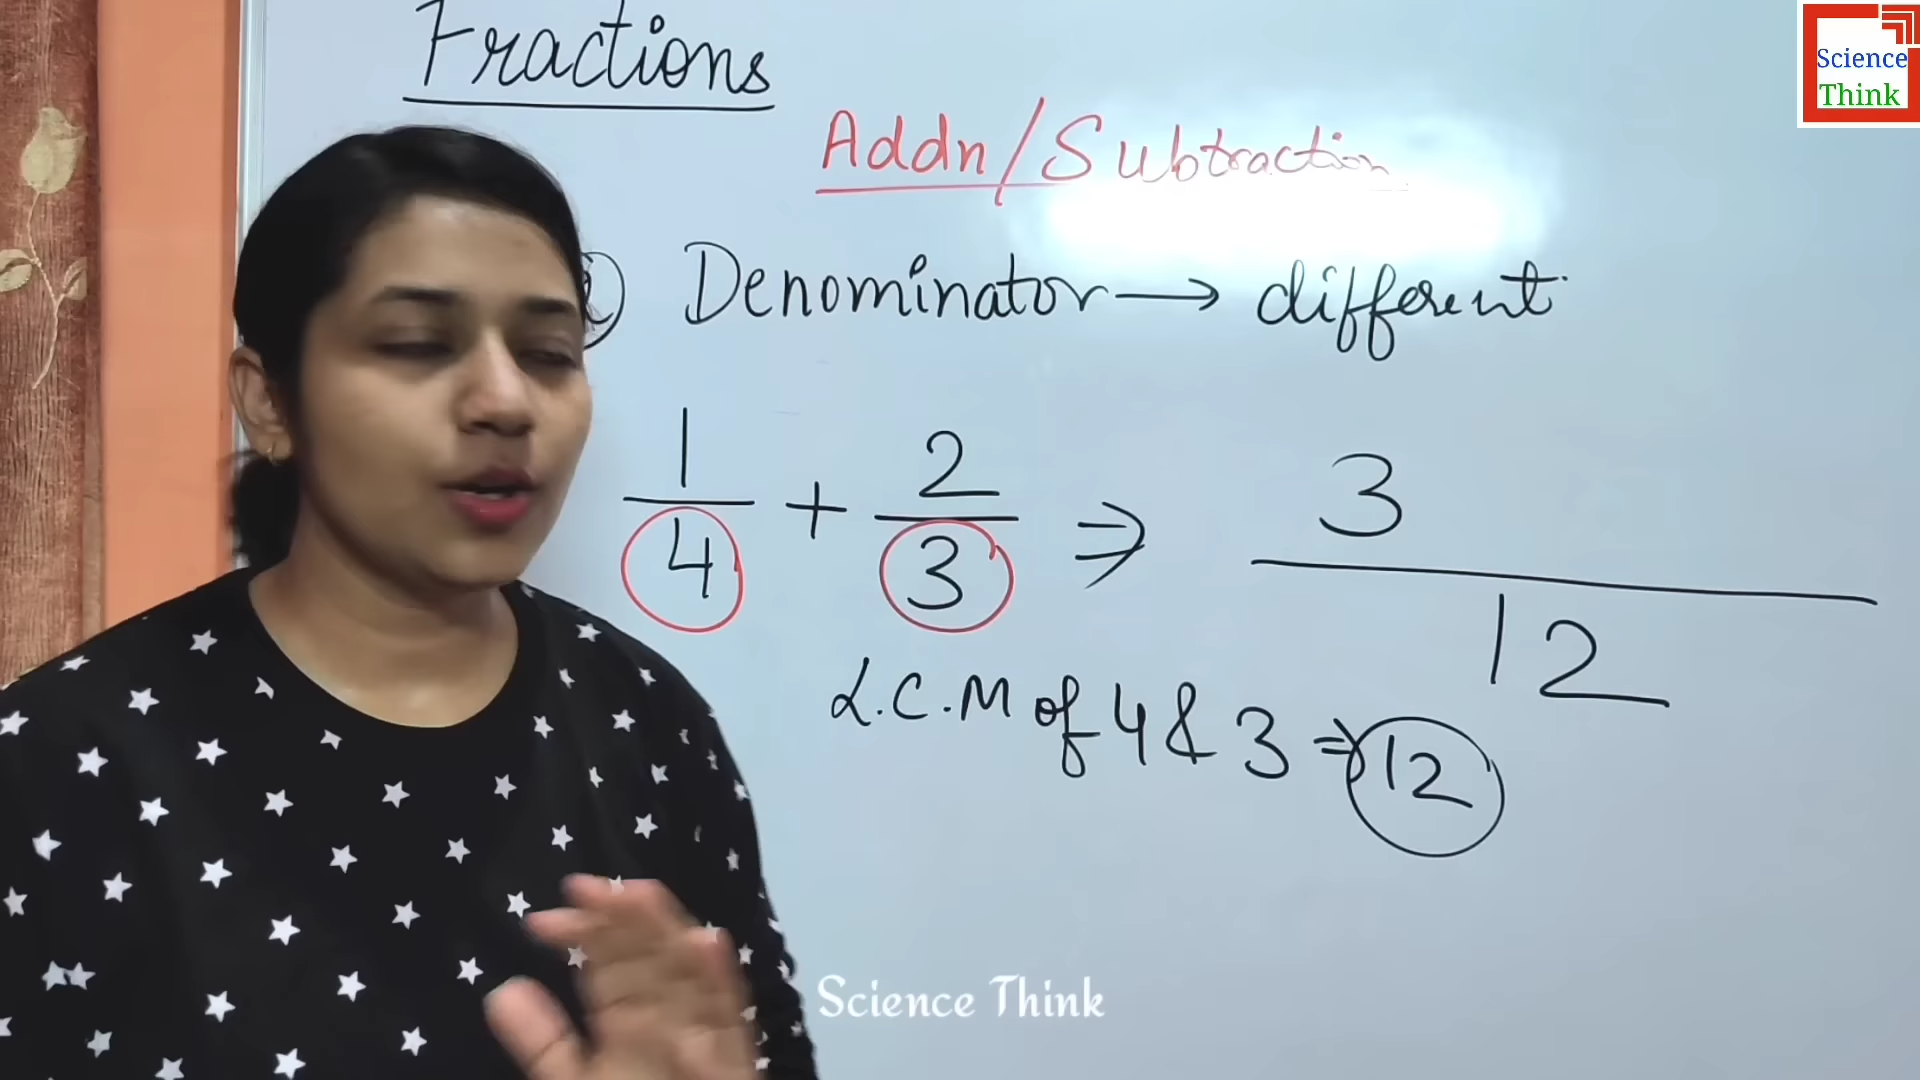 Fractions
Science
Think
Addn/Subtraction
Denominator → different
1/4 + 2/3 ⇒ 3/12
L.C.M of 4 & 3 ⇒ 12
Science Think